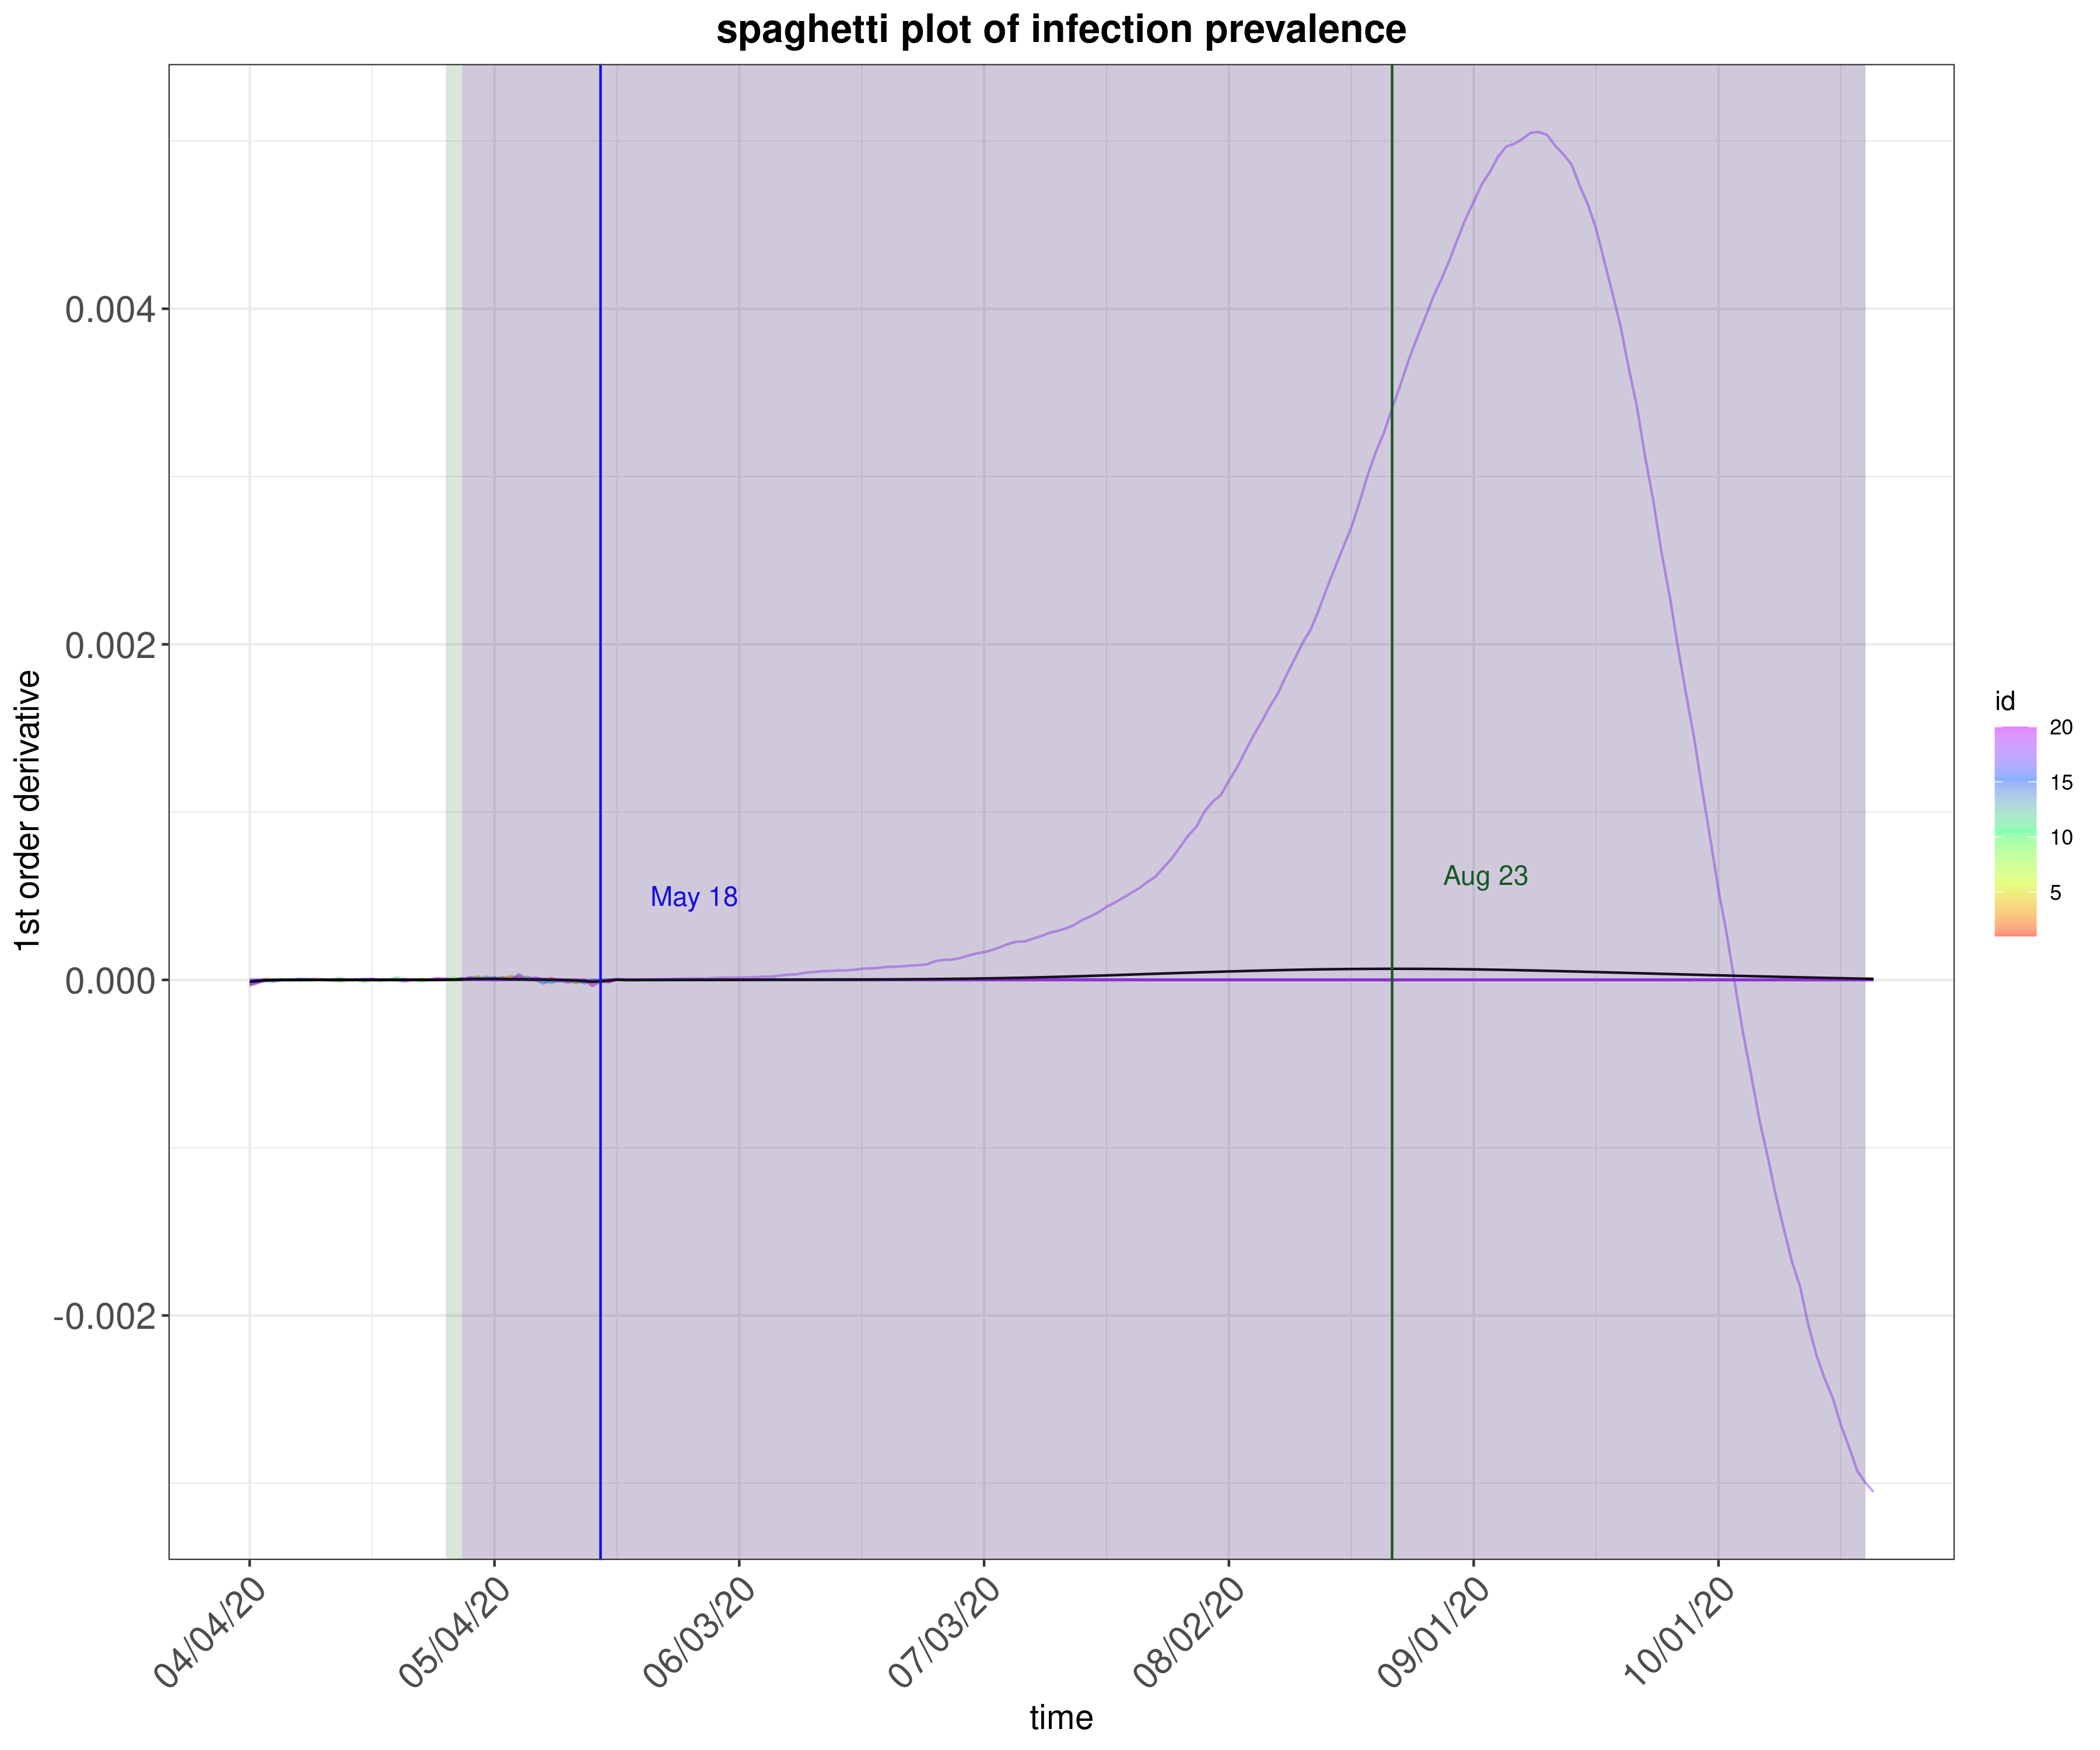 spaghetti plot of infection prevalence
1st order derivative
0.004
0.002
0.000
-0.002
May 18
Aug 23
id
20
15
10
5
04/04/20
05/04/20
06/03/20
07/03/20
08/02/20
09/01/20
10/01/20
time